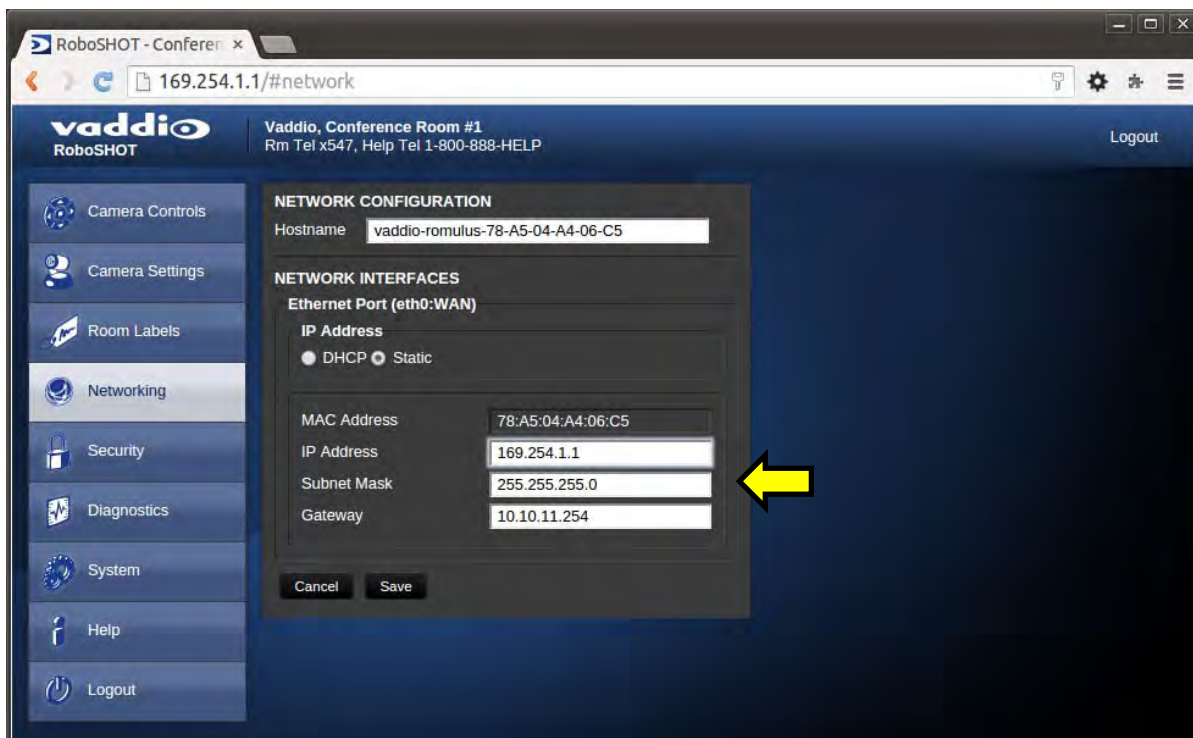 RoboSHOT - Conferen ×
169.254.1.1/#network
vaddio
RoboSHOT
Vaddio, Conference Room #1
Rm Tel x547, Help Tel 1-800-888-HELP
Logout
Camera Controls
Camera Settings
Room Labels
Networking
Security
Diagnostics
System
Help
Logout
NETWORK CONFIGURATION
Hostname vaddio-romulus-78-A5-04-A4-06-C5
NETWORK INTERFACES
Ethernet Port (eth0:WAN)
IP Address
DHCP Static
MAC Address 78:A5:04:A4:06:C5
IP Address 169.254.1.1
Subnet Mask 255.255.255.0
Gateway 10.10.11.254
Cancel Save